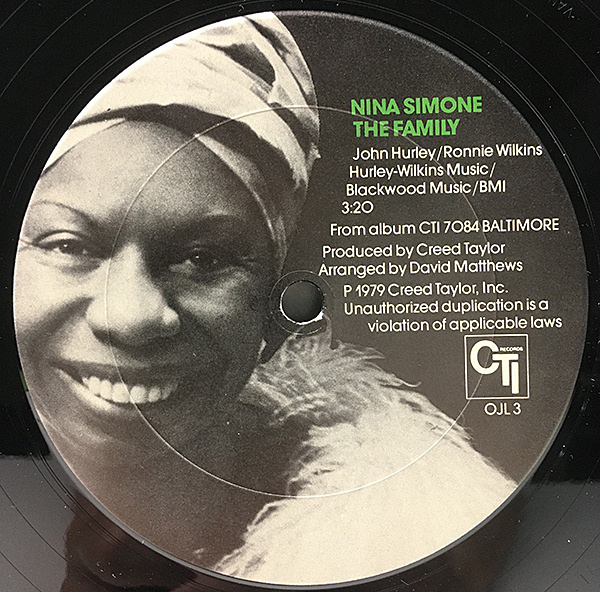 NINA SIMONE
THE FAMILY
John Hurley/Ronnie Wilkins
Hurley-Wilkins Music/
Blackwood Music/BMI
3:20
From album CTI 7084 BALTIMORE
Produced by Creed Taylor
Arranged by David Matthews
P 1979 Creed Taylor, Inc.
Unauthorized duplication is a
violation of applicable laws
CTI RECORDS
OJL 3